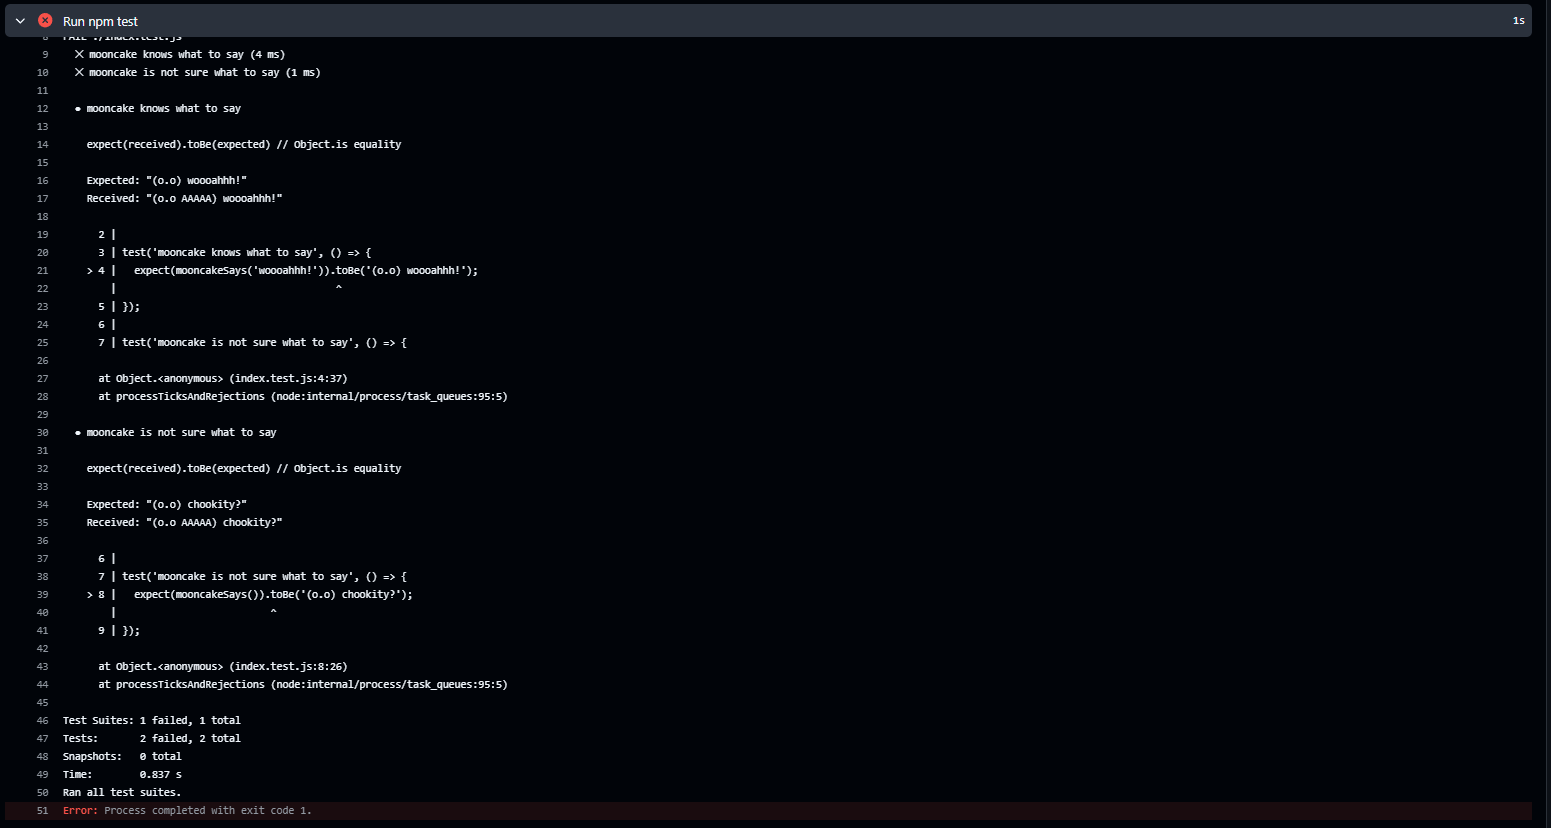 Run npm test
1s
8 FAIL ./index.test.js
9 ✕ mooncake knows what to say (4 ms)
10 ✕ mooncake is not sure what to say (1 ms)
11
12 ● mooncake knows what to say
13
14 expect(received).toBe(expected) // Object.is equality
15
16 Expected: "(o.o) woooahhh!"
17 Received: "(o.o AAAAA) woooahhh!"
18
19 2 |
20 3 | test('mooncake knows what to say', () => {
21 > 4 | expect(mooncakeSays('woooahhh!')).toBe('(o.o) woooahhh!');
22 | ^
23 5 | });
24 6 |
25 7 | test('mooncake is not sure what to say', () => {
26
27 at Object.<anonymous> (index.test.js:4:37)
28 at processTicksAndRejections (node:internal/process/task_queues:95:5)
29
30 ● mooncake is not sure what to say
31
32 expect(received).toBe(expected) // Object.is equality
33
34 Expected: "(o.o) chookity?"
35 Received: "(o.o AAAAA) chookity?"
36
37 6 |
38 7 | test('mooncake is not sure what to say', () => {
39 > 8 | expect(mooncakeSays()).toBe('(o.o) chookity?');
40 | ^
41 9 | });
42
43 at Object.<anonymous> (index.test.js:8:26)
44 at processTicksAndRejections (node:internal/process/task_queues:95:5)
45
46 Test Suites: 1 failed, 1 total
47 Tests: 2 failed, 2 total
48 Snapshots: 0 total
49 Time: 0.837 s
50 Ran all test suites.
51 Error: Process completed with exit code 1.